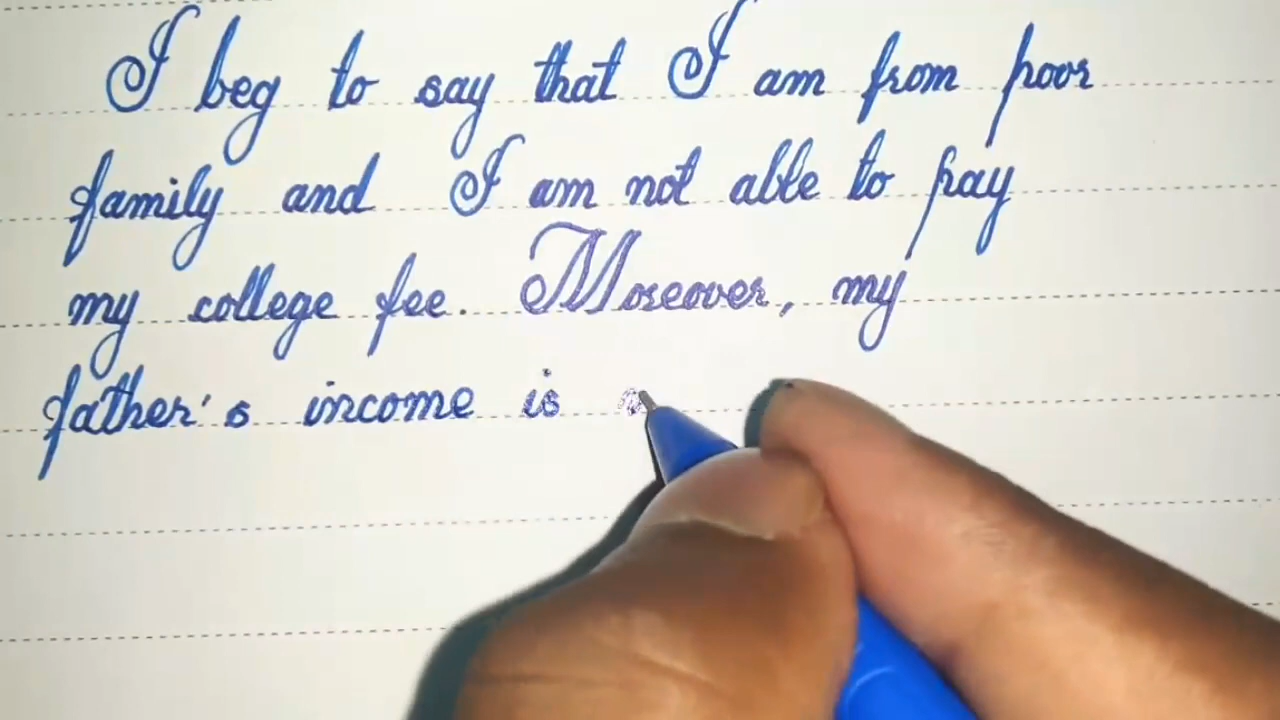 I beg to say that I am from poor
family and I am not able to pay
my college fee. Moreover, my
father's income is